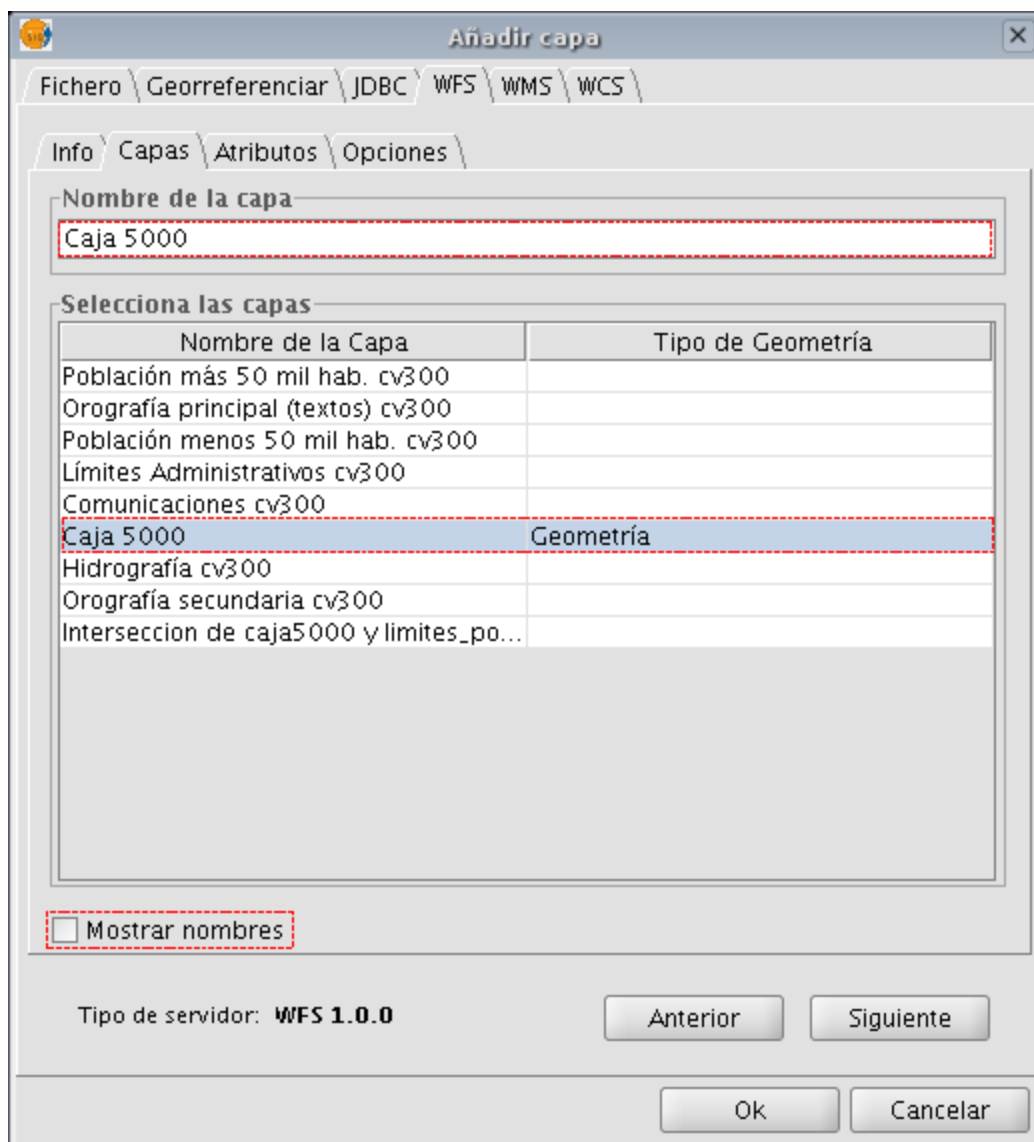 Añadir capa
Fichero Georreferenciar JDBC WFS WMS WCS
Info Capas Atributos Opciones
Nombre de la capa
Caja 5000
Selecciona las capas
Nombre de la Capa Tipo de Geometría
Población más 50 mil hab. cv300
Orografía principal (textos) cv300
Población menos 50 mil hab. cv300
Límites Administrativos cv300
Comunicaciones cv300
Caja 5000 Geometría
Hidrografía cv300
Orografía secundaria cv300
Interseccion de caja5000 y limites_po...
Mostrar nombres
Tipo de servidor: WFS 1.0.0 Anterior Siguiente
Ok Cancelar